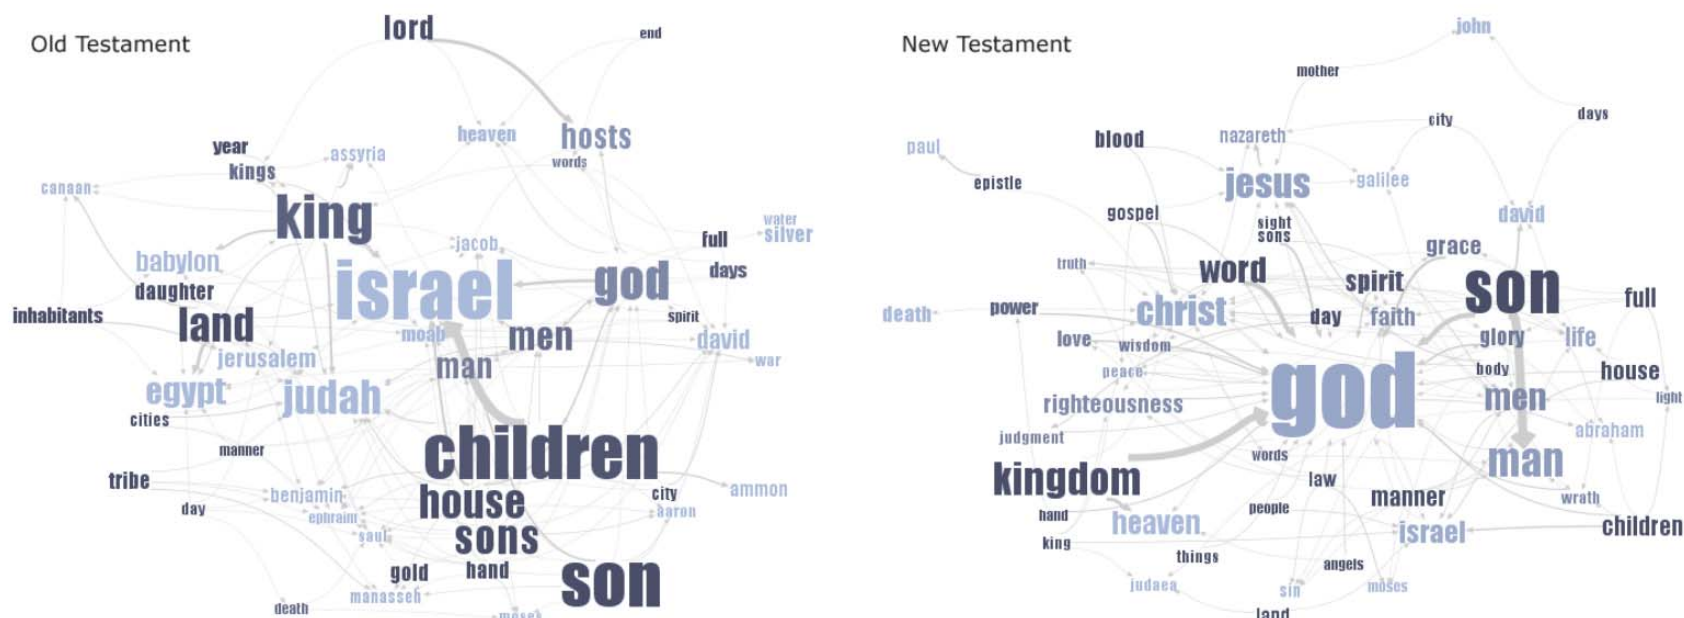 Old Testament
lord
end
heaven
hosts
year
assyria
words
kings
canaan
king
water
silver
full
jacob
babylon
israel
god
days
daughter
inhabitants
land
spirit
moab
men
david
jerusalem
war
man
egypt
judah
cities
children
manner
tribe
house
city
ammon
benjamin
day
ephraim
aaron
saul
sons
gold
hand
son
manasseh
death
moses
New Testament
john
mother
days
city
blood
nazareth
paul
epistle
jesus
galilee
gospel
sight
sons
david
grace
truth
word
spirit
son
full
death
power
christ
day
faith
love
wisdom
glory
life
peace
god
body
house
righteousness
men
light
judgment
abraham
words
man
kingdom
law
manner
wrath
hand
heaven
people
israel
children
king
things
angels
judaea
sin
moses
land